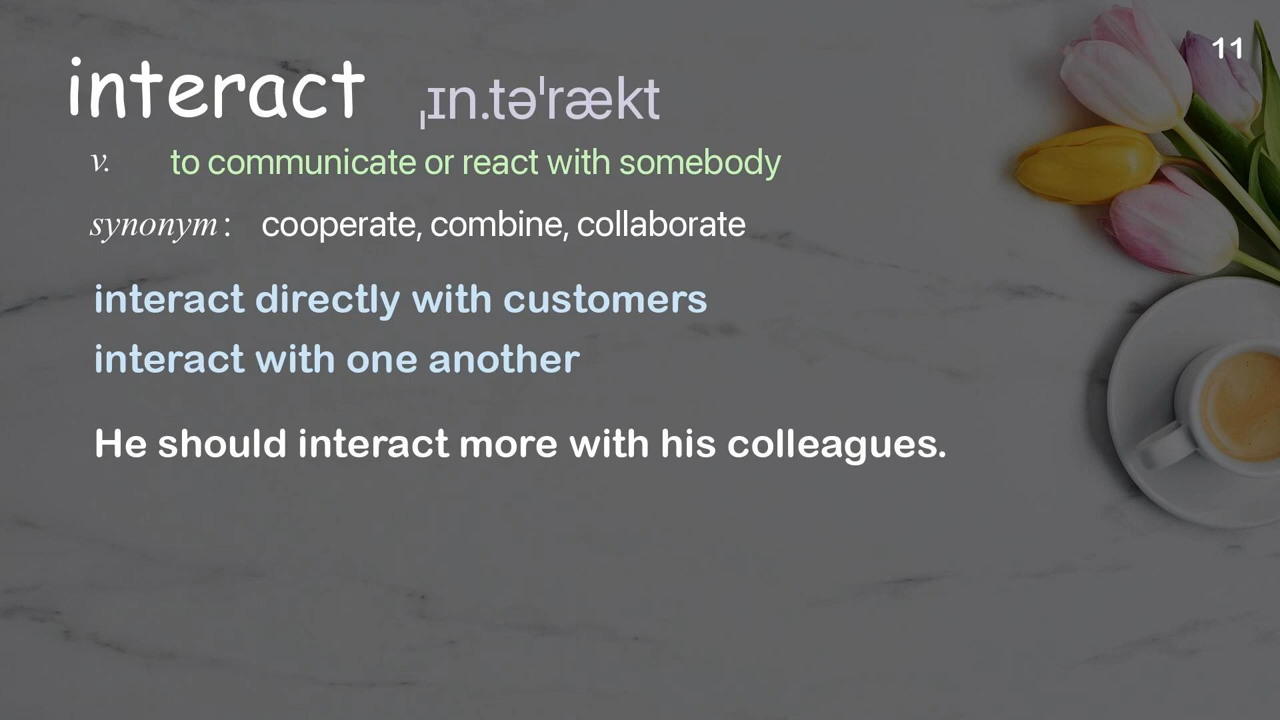 11
interact ˌɪn.təˈrækt
v. to communicate or react with somebody
synonym: cooperate, combine, collaborate
interact directly with customers
interact with one another
He should interact more with his colleagues.